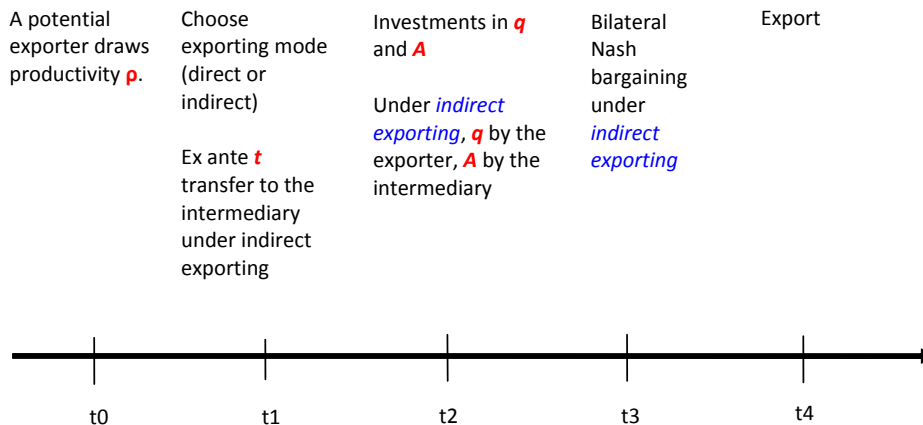 A potential
exporter draws
productivity ρ.
Choose
exporting mode
(direct or
indirect)
Ex ante t
transfer to the
intermediary
under indirect
exporting
Investments in q
and A
Under indirect
exporting, q by the
exporter, A by the
intermediary
Bilateral
Nash
bargaining
under
indirect
exporting
Export
t0
t1
t2
t3
t4